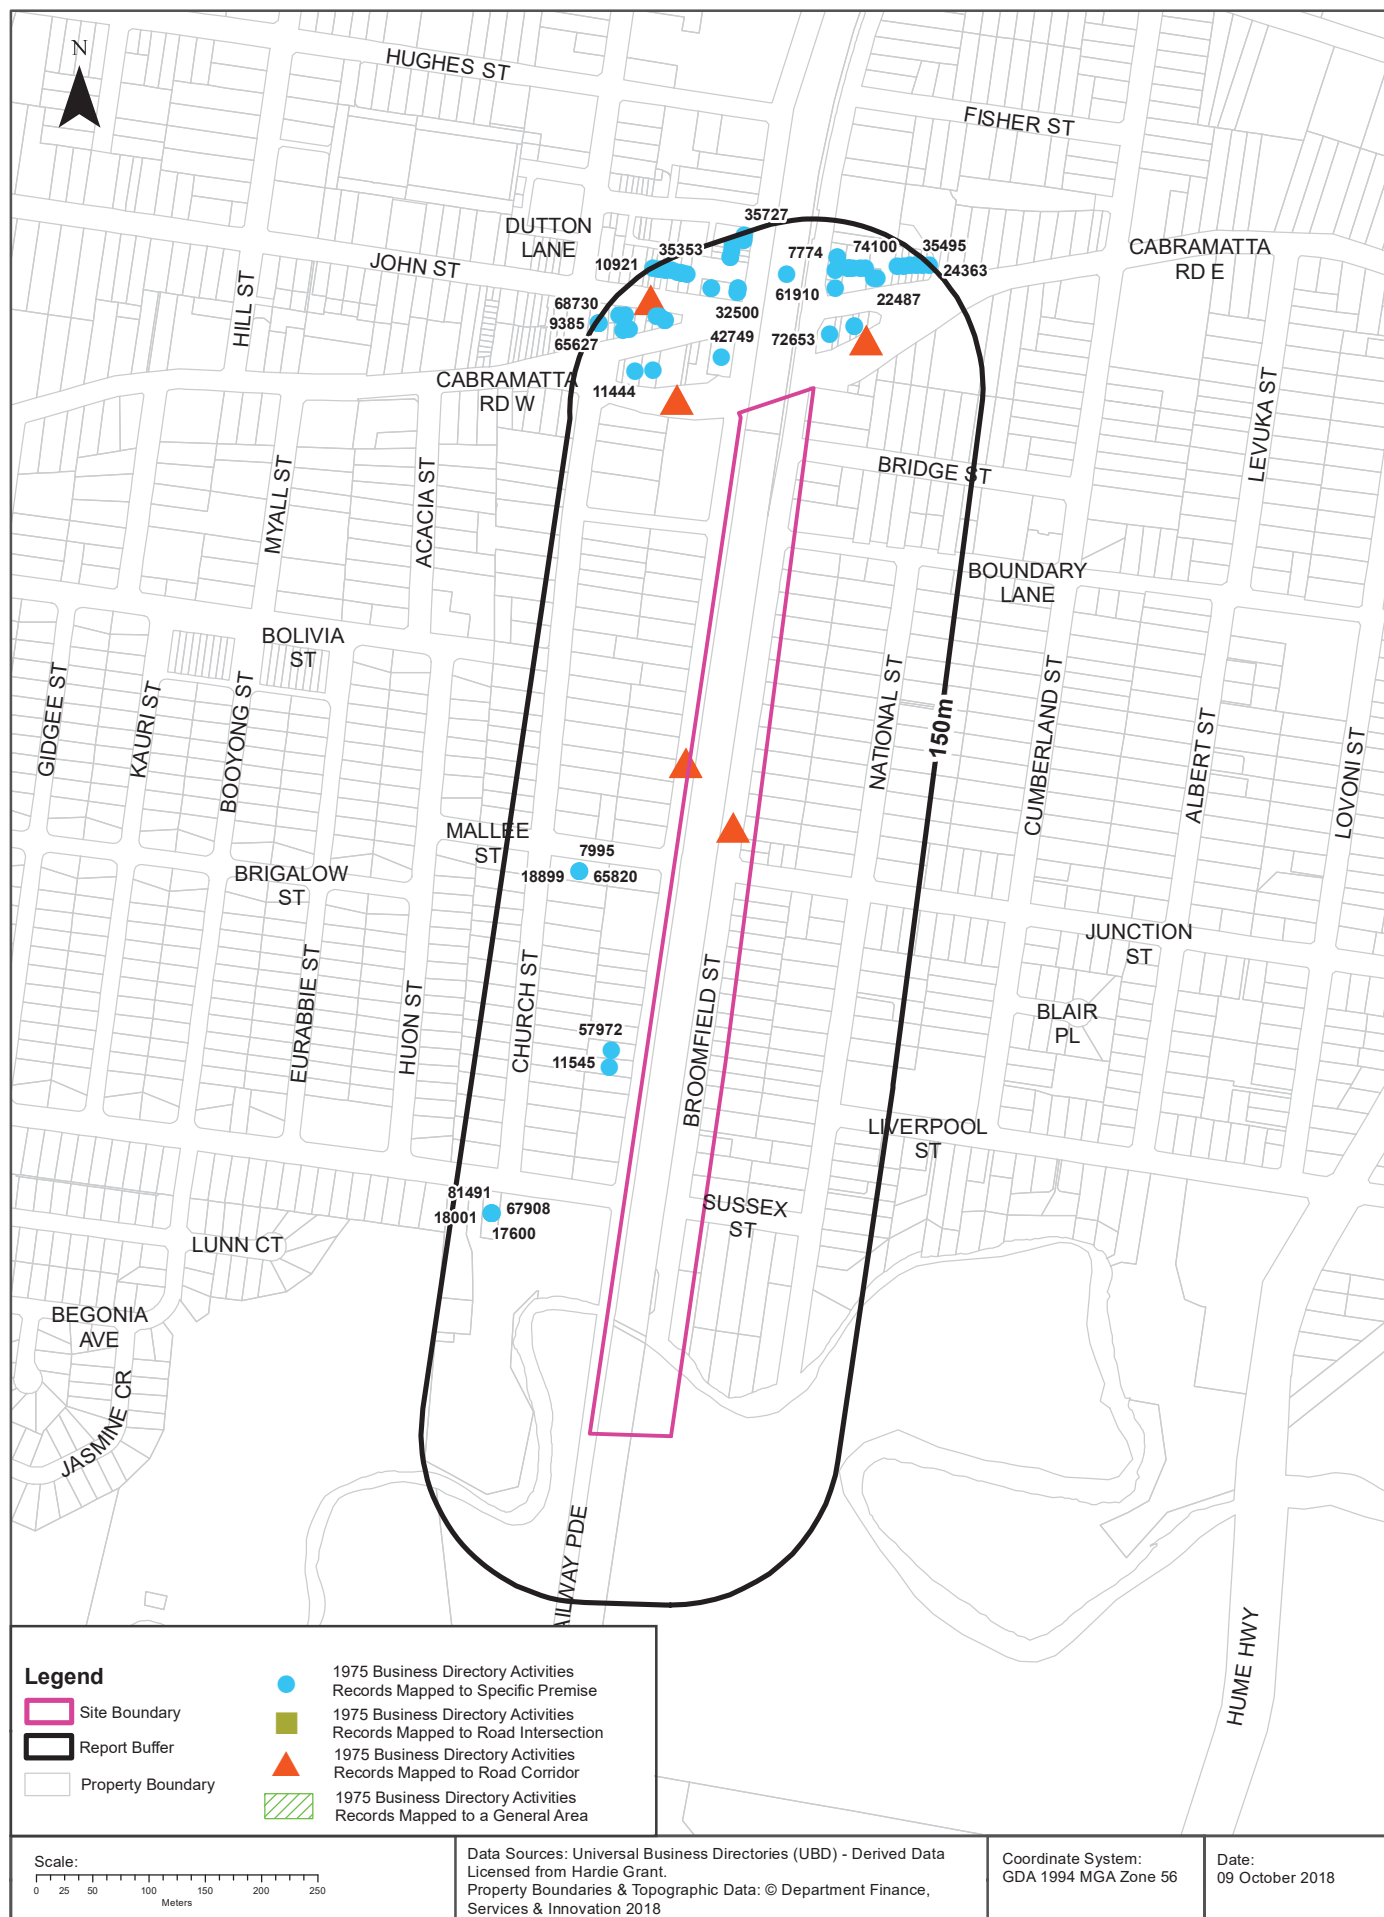 N
HUGHES ST
FISHER ST
DUTTON
LANE
35727
35353
7774
74100
35495
CABRAMATTA
RD E
JOHN ST
10921
24363
HILL ST
68730
61910
22487
9385
32500
65627
42749
72653
CABRAMATTA
RD W
11444
LEVUKA ST
MYALL ST
ACACIA ST
BRIDGE ST
BOUNDARY
LANE
BOLIVIA
ST
GIDGEE ST
KAURI ST
BOOYONG ST
NATIONAL ST
150m
CUMBERLAND ST
ALBERT ST
LOVONI ST
MALLEE
ST
7995
18899
65820
BRIGALOW
ST
JUNCTION
ST
EURABBIE ST
HUON ST
CHURCH ST
BROOMFIELD ST
BLAIR
PL
57972
11545
LIVERPOOL
ST
81491
67908
18001
17600
SUSSEX
ST
LUNN CT
BEGONIA
AVE
JASMINE CR
AILWAY PDE
HUME HWY
Legend
Site Boundary
Report Buffer
Property Boundary
1975 Business Directory Activities
Records Mapped to Specific Premise
1975 Business Directory Activities
Records Mapped to Road Intersection
1975 Business Directory Activities
Records Mapped to Road Corridor
1975 Business Directory Activities
Records Mapped to a General Area
Scale:
0 25 50 100 150 200 250
Meters
Data Sources: Universal Business Directories (UBD) - Derived Data
Licensed from Hardie Grant.
Property Boundaries & Topographic Data: © Department Finance,
Services & Innovation 2018
Coordinate System:
GDA 1994 MGA Zone 56
Date:
09 October 2018